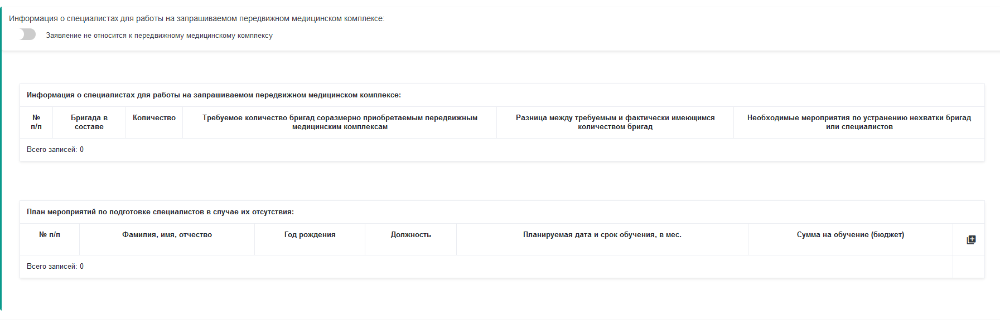 Информация о специалистах для работы на запрашиваемом передвижном медицинском комплексе:
Заявление не относится к передвижному медицинскому комплексу
Информация о специалистах для работы на запрашиваемом передвижном медицинском комплексе:
№ п/п
Бригада в составе
Количество
Требуемое количество бригад соразмерно приобретаемым передвижным медицинским комплексам
Разница между требуемым и фактически имеющимся количеством бригад
Необходимые мероприятия по устранению нехватки бригад или специалистов
Всего записей: 0
План мероприятий по подготовке специалистов в случае их отсутствия:
№ п/п
Фамилия, имя, отчество
Год рождения
Должность
Планируемая дата и срок обучения, в мес.
Сумма на обучение (бюджет)
Всего записей: 0